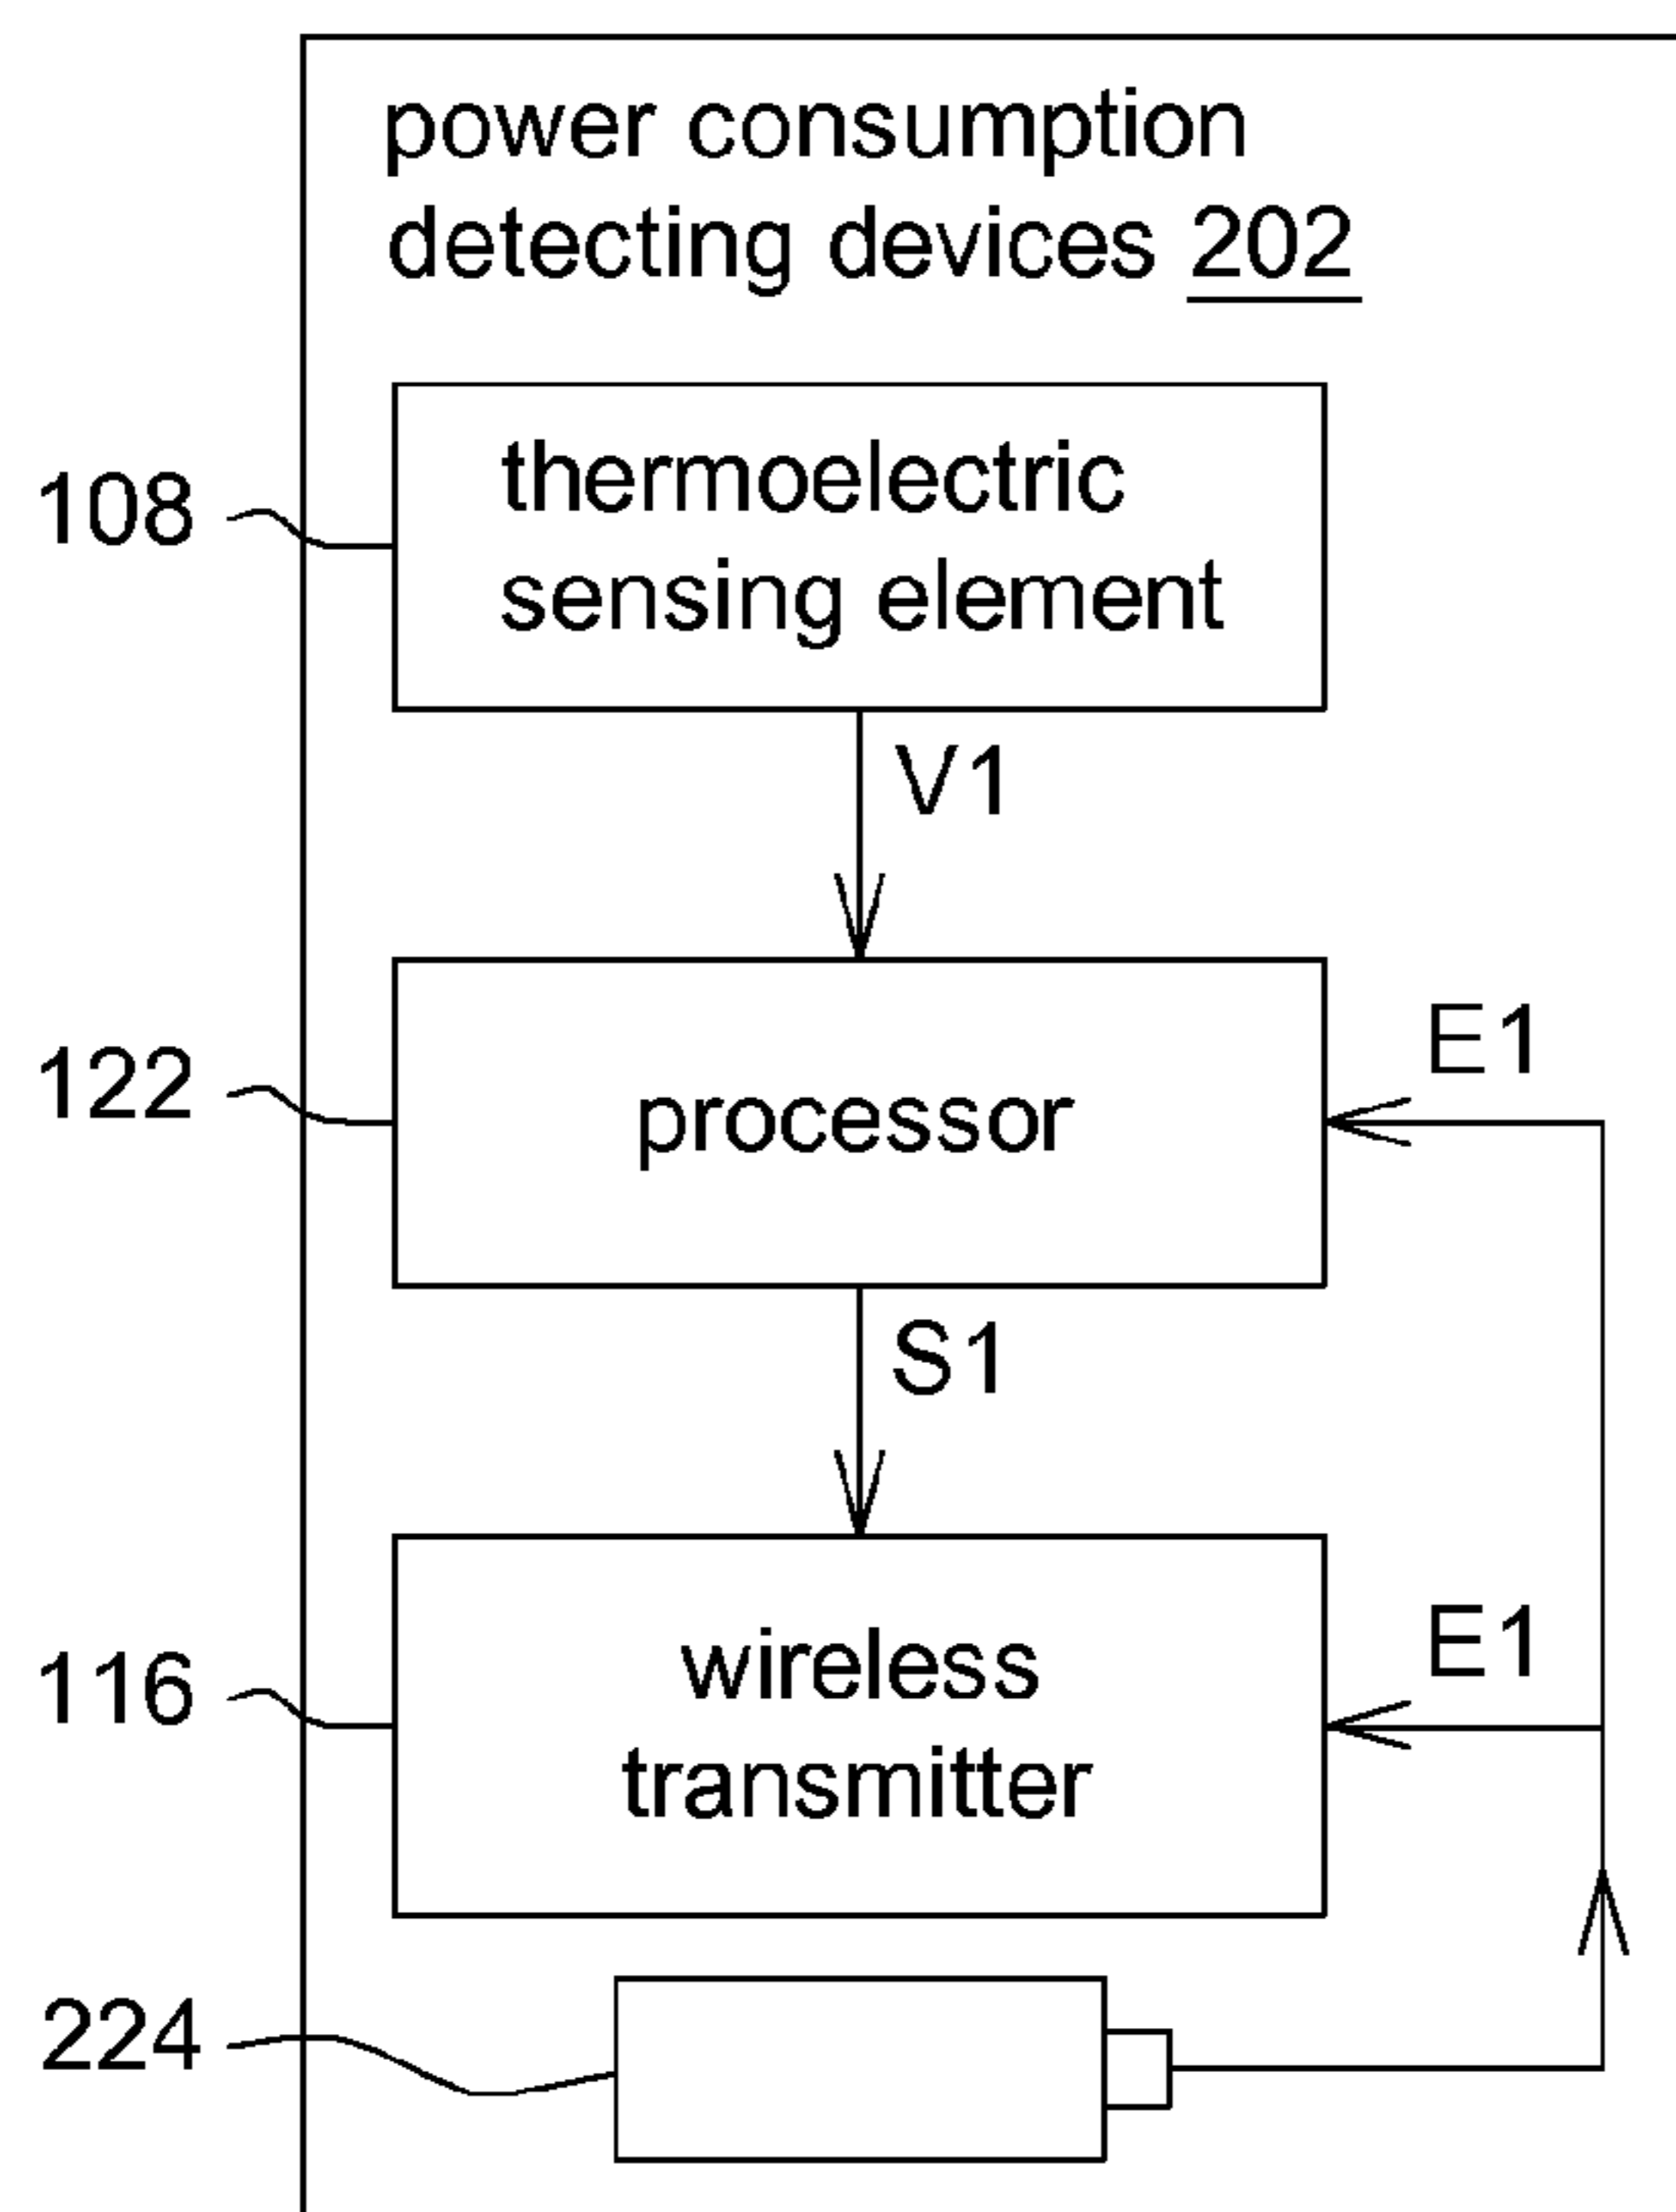 power consumption
detecting devices 202
108
thermoelectric
sensing element
V1
122
processor
E1
S1
116
wireless
transmitter
E1
224